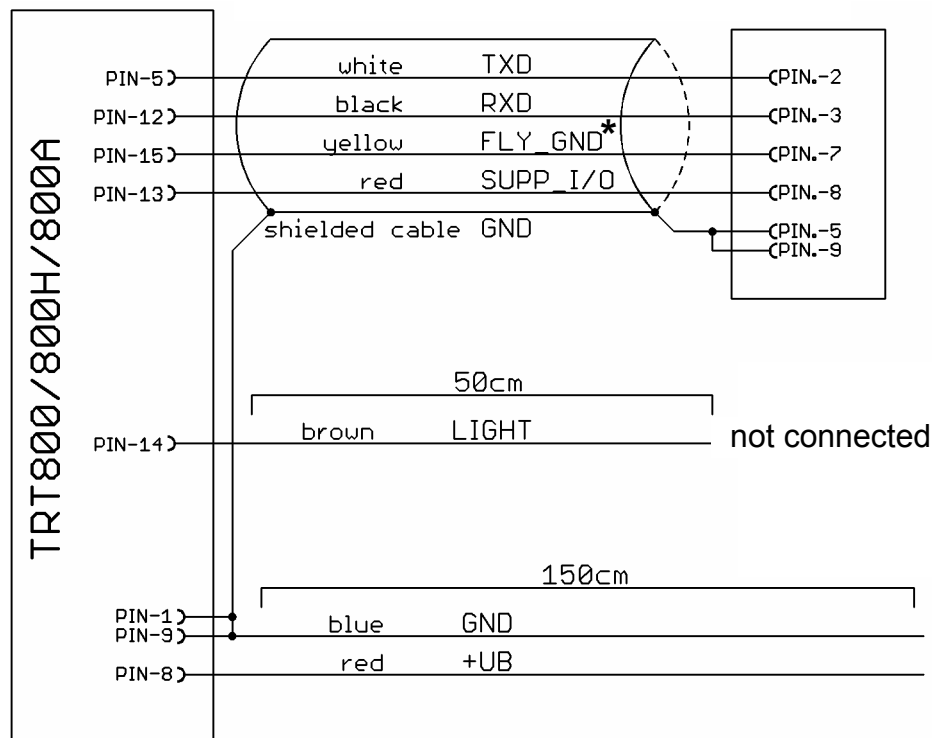 TRT800/800H/800A
PIN-5 white TXD PIN.-2
PIN-12 black RXD PIN.-3
PIN-15 yellow FLY_GND* PIN.-7
PIN-13 red SUPP_I/O PIN.-8
shielded cable GND PIN.-5
PIN.-9
50cm
PIN-14 brown LIGHT not connected
150cm
PIN-1
PIN-9 blue GND
PIN-8 red +UB